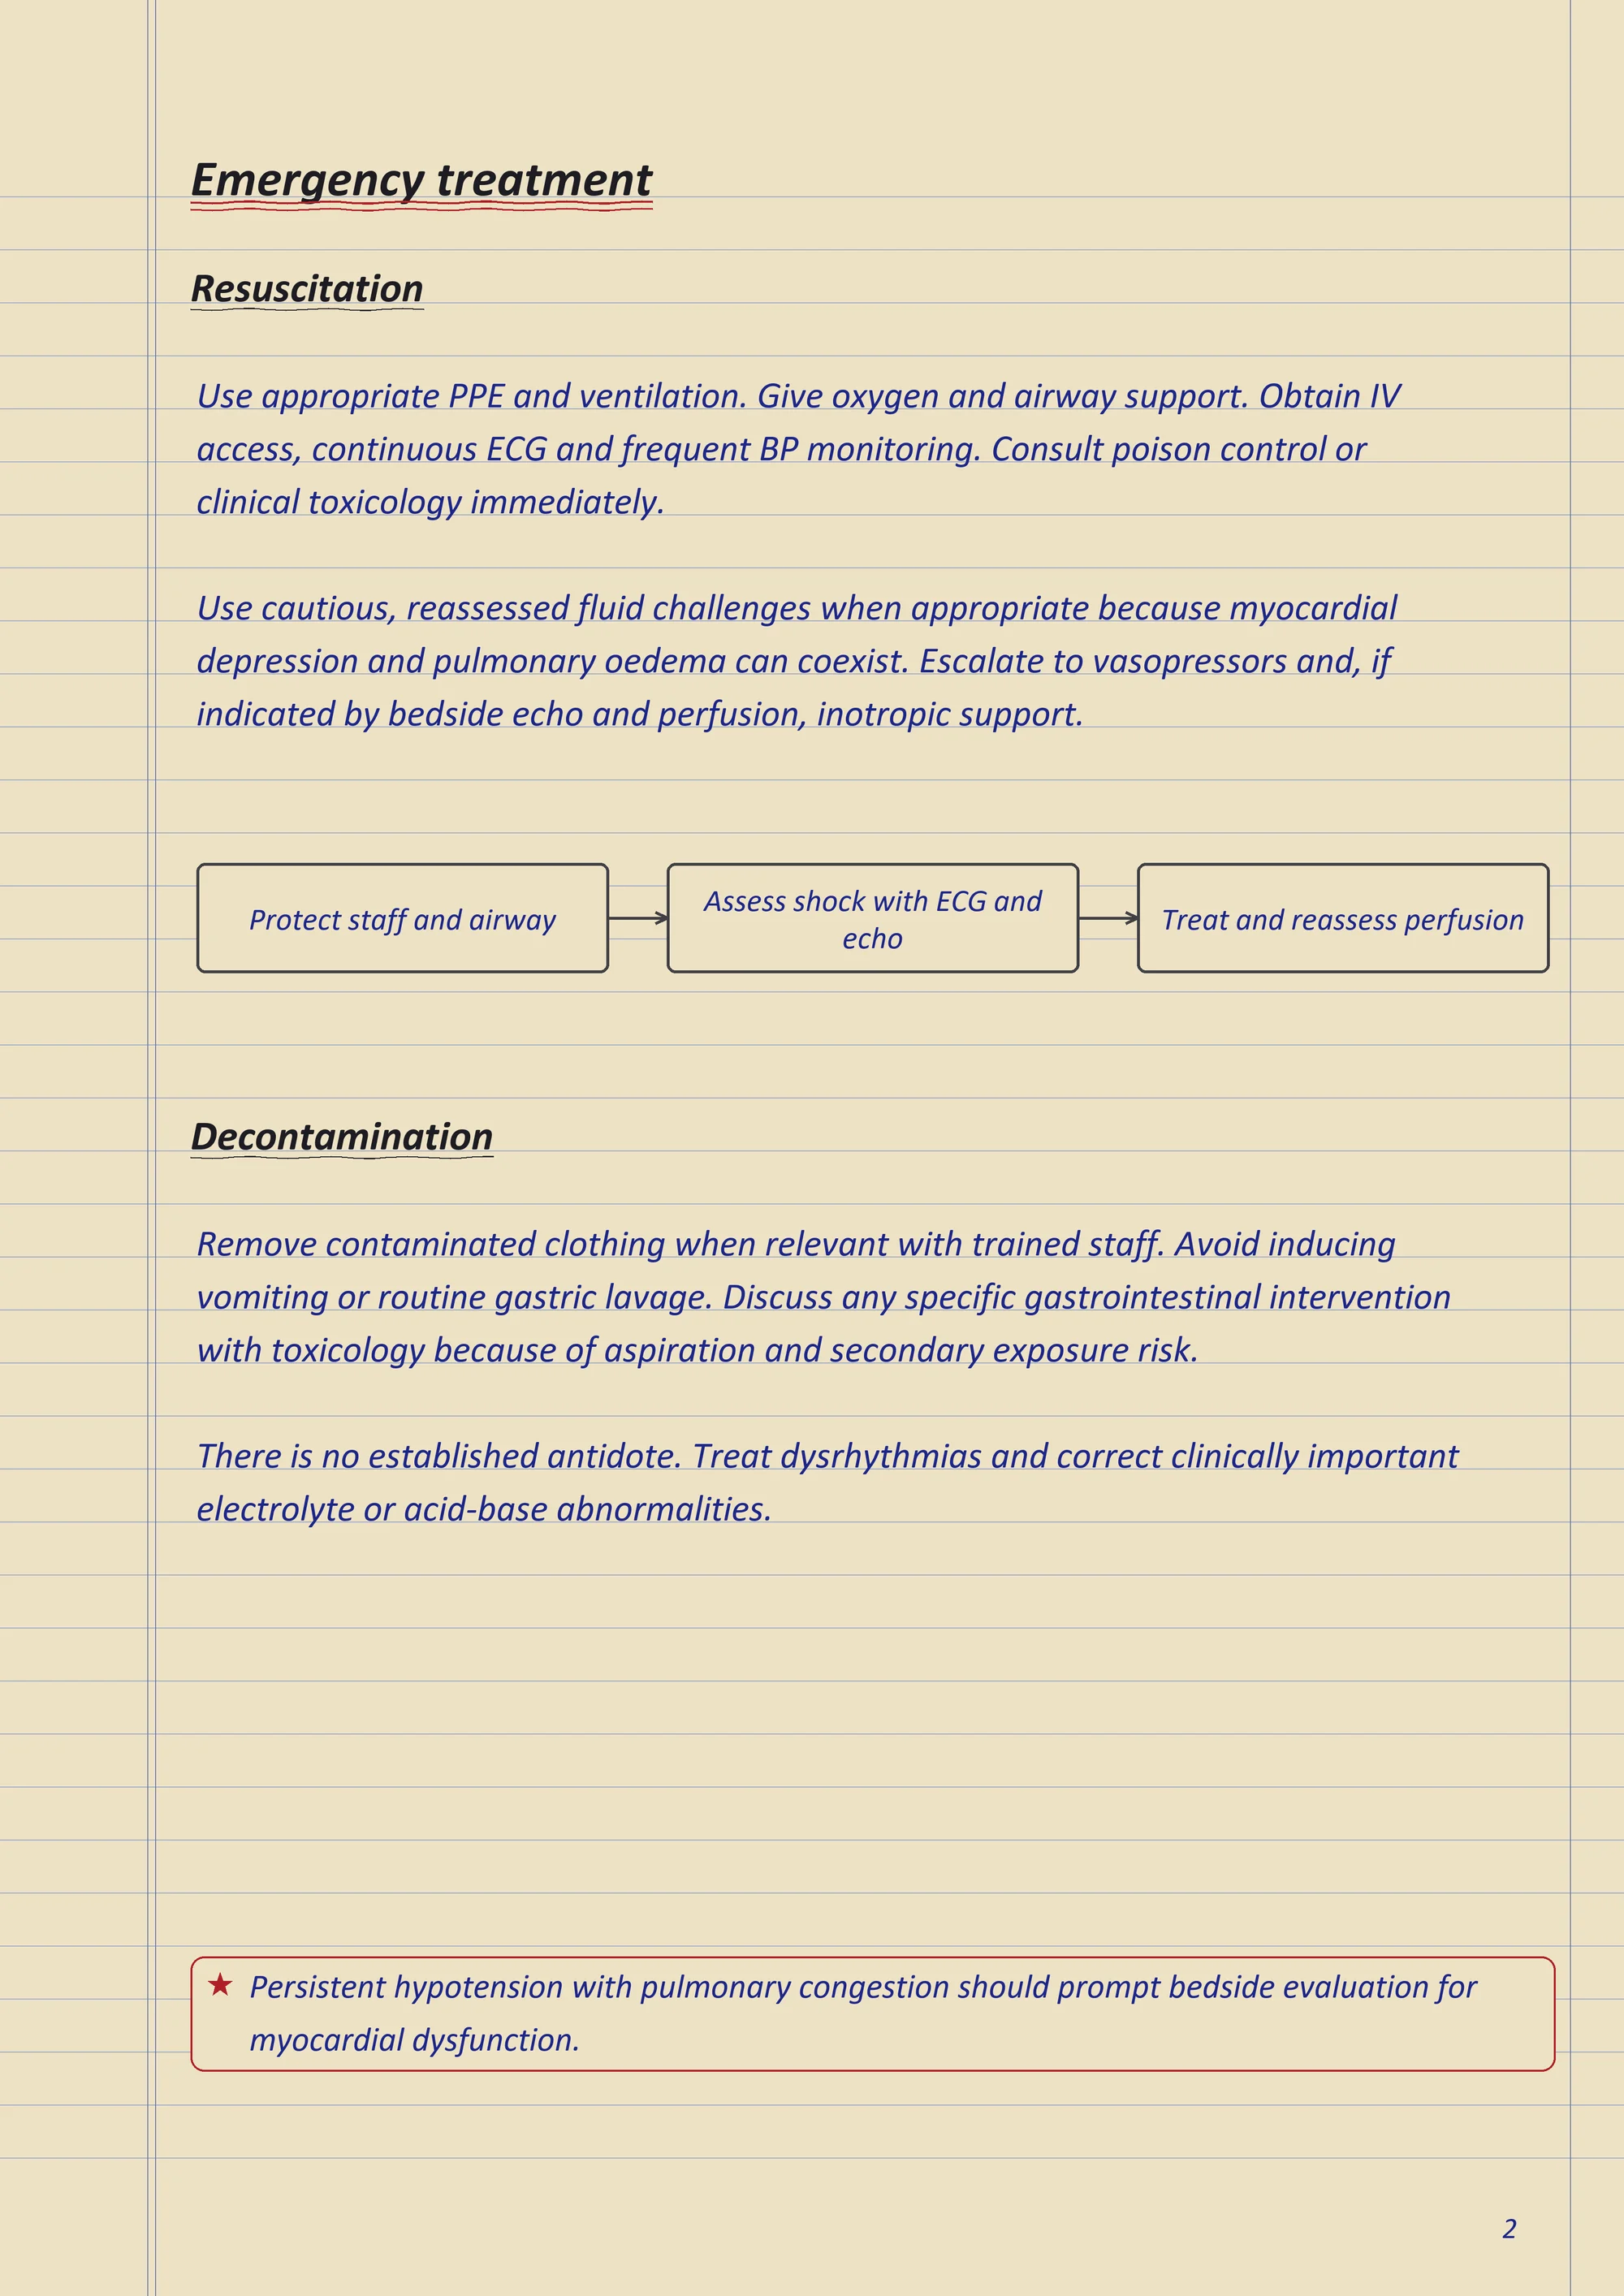 Emergency treatment
Resuscitation
Use appropriate PPE and ventilation. Give oxygen and airway support. Obtain IV
access, continuous ECG and frequent BP monitoring. Consult poison control or
clinical toxicology immediately.
Use cautious, reassessed fluid challenges when appropriate because myocardial
depression and pulmonary oedema can coexist. Escalate to vasopressors and, if
indicated by bedside echo and perfusion, inotropic support.
Protect staff and airway
Assess shock with ECG and
echo
Treat and reassess perfusion
Decontamination
Remove contaminated clothing when relevant with trained staff. Avoid inducing
vomiting or routine gastric lavage. Discuss any specific gastrointestinal intervention
with toxicology because of aspiration and secondary exposure risk.
There is no established antidote. Treat dysrhythmias and correct clinically important
electrolyte or acid-base abnormalities.
★ Persistent hypotension with pulmonary congestion should prompt bedside evaluation for
myocardial dysfunction.
2